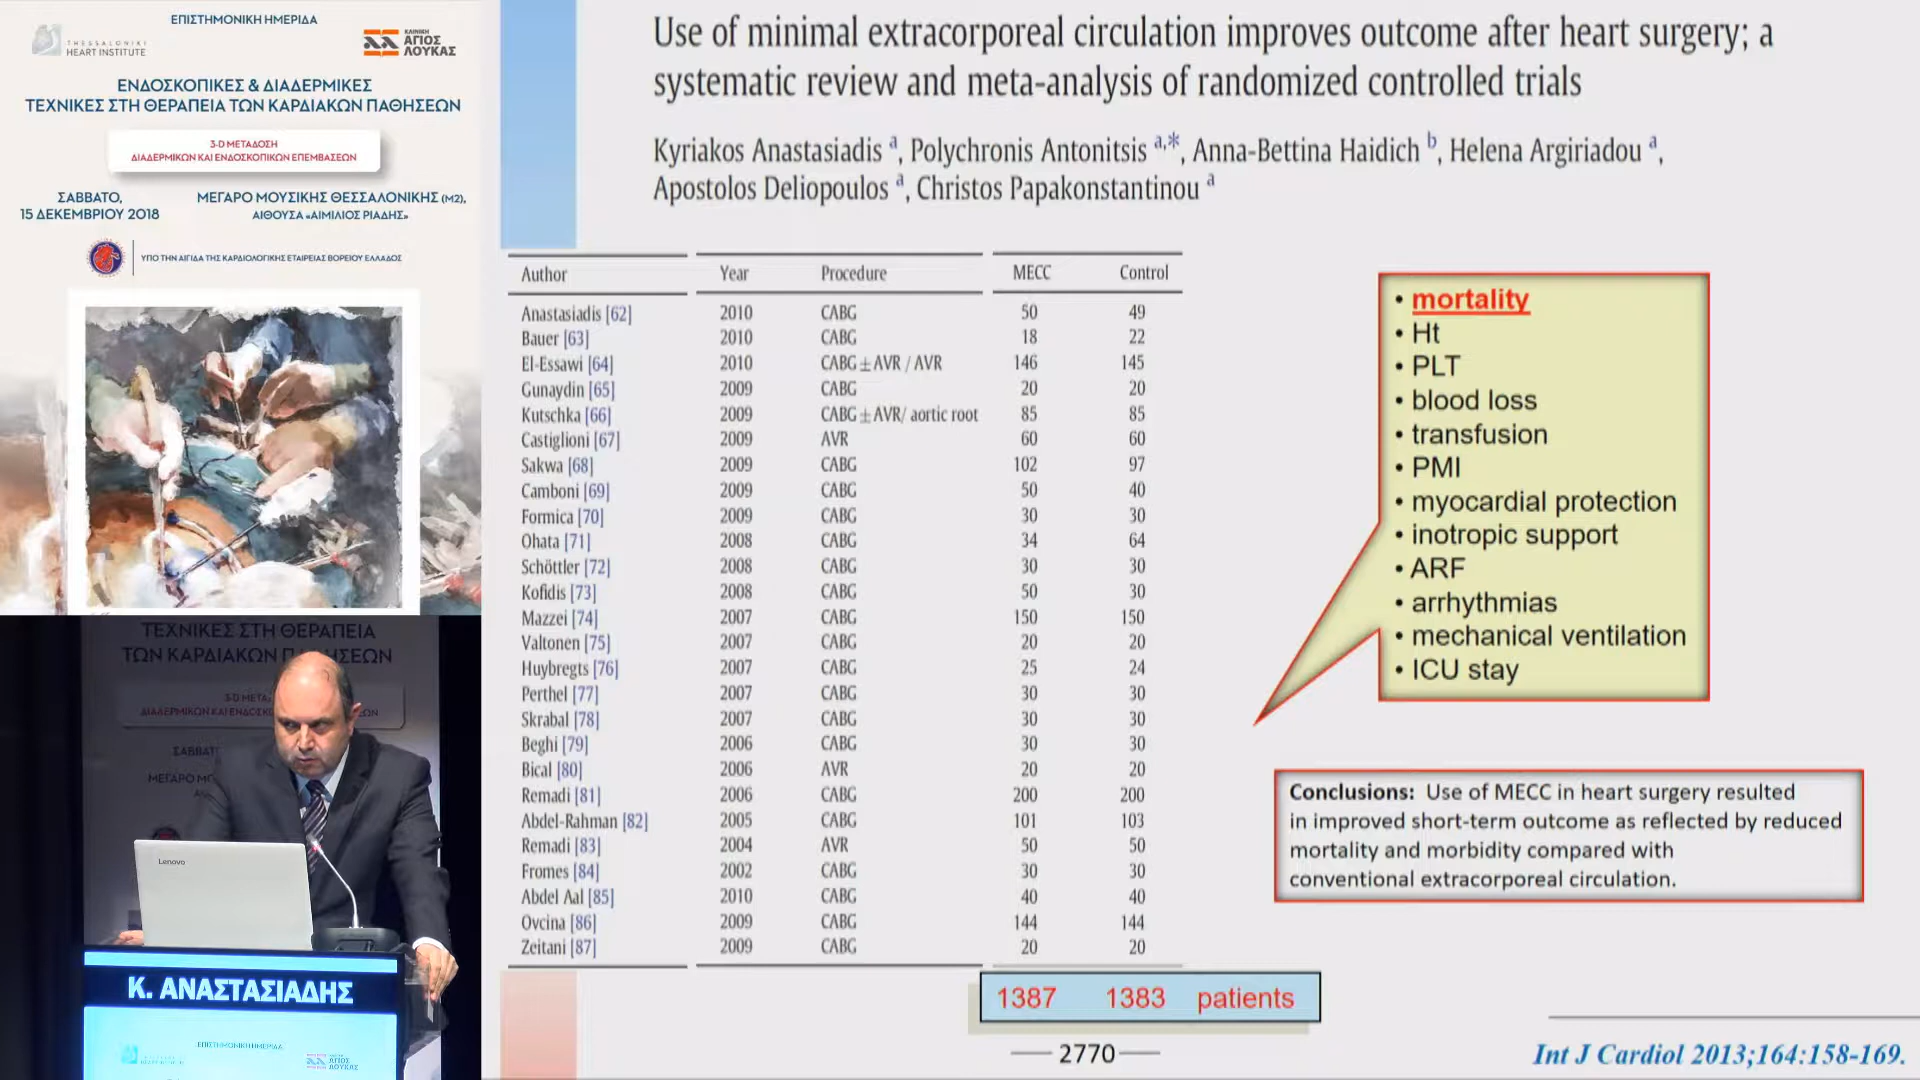 ΕΠΙΣΤΗΜΟΝΙΚΗ ΗΜΕΡΙΔΑ
THESSALONIKI
HEART INSTITUTE
ΚΛΙΝΙΚΗ
ΑΓΙΟΣ
ΛΟΥΚΑΣ
ΕΝΔΟΣΚΟΠΙΚΕΣ & ΔΙΑΔΕΡΜΙΚΕΣ
ΤΕΧΝΙΚΕΣ ΣΤΗ ΘΕΡΑΠΕΙΑ ΤΩΝ ΚΑΡΔΙΑΚΩΝ ΠΑΘΗΣΕΩΝ
3-D ΜΕΤΑΔΟΣΗ
ΔΙΑΔΕΡΜΙΚΩΝ ΚΑΙ ΕΝΔΟΣΚΟΠΙΚΩΝ ΕΠΕΜΒΑΣΕΩΝ
ΣΑΒΒΑΤΟ,
15 ΔΕΚΕΜΒΡΙΟΥ 2018
ΜΕΓΑΡΟ ΜΟΥΣΙΚΗΣ ΘΕΣΣΑΛΟΝΙΚΗΣ (Μ2),
ΑΙΘΟΥΣΑ «ΑΙΜΙΛΙΟΣ ΡΙΑΔΗΣ»
ΥΠΟ ΤΗΝ ΑΙΓΙΔΑ ΤΗΣ ΚΑΡΔΙΟΛΟΓΙΚΗΣ ΕΤΑΙΡΕΙΑΣ ΒΟΡΕΙΟΥ ΕΛΛΑΔΟΣ
ΤΕΧΝΙΚΕΣ ΣΤΗ ΘΕΡΑΠΕΙΑ
ΤΩΝ ΚΑΡΔΙΑΚΩΝ
3-D
ΔΙΑΔΕΡΜΙΚΩΝ ΚΑΙ
ΜΕΓΑΡΟ
Lenovo
Κ. ΑΝΑΣΤΑΣΙΑΔΗΣ
ΕΠΙΣΤΗΜΟΝΙΚΗ ΗΜΕΡΙΔΑ
ΑΓΙΟΣ
ΛΟΥΚΑΣ
Use of minimal extracorporeal circulation improves outcome after heart surgery; a
systematic review and meta-analysis of randomized controlled trials
Kyriakos Anastasiadis a, Polychronis Antonitsis a,*, Anna-Bettina Haidich b, Helena Argiriadou a,
Apostolos Deliopoulos a, Christos Papakonstantinou a
Author Year Procedure MECC Control
Anastasiadis [62] 2010 CABG 50 49
Bauer [63] 2010 CABG 18 22
El-Essawi [64] 2010 CABG ± AVR / AVR 146 145
Gunaydin [65] 2009 CABG 20 20
Kutschka [66] 2009 CABG ± AVR/ aortic root 85 85
Castiglioni [67] 2009 AVR 60 60
Sakwa [68] 2009 CABG 102 97
Camboni [69] 2009 CABG 50 40
Formica [70] 2009 CABG 30 30
Ohata [71] 2008 CABG 34 64
Schöttler [72] 2008 CABG 30 30
Kofidis [73] 2008 CABG 50 30
Mazzei [74] 2007 CABG 150 150
Valtonen [75] 2007 CABG 20 20
Huybregts [76] 2007 CABG 25 24
Perthel [77] 2007 CABG 30 30
Skrabal [78] 2007 CABG 30 30
Beghi [79] 2006 CABG 30 30
Bical [80] 2006 AVR 20 20
Remadi [81] 2006 CABG 200 200
Abdel-Rahman [82] 2005 CABG 101 103
Remadi [83] 2004 AVR 50 50
Fromes [84] 2002 CABG 30 30
Abdel Aal [85] 2010 CABG 40 40
Ovcina [86] 2009 CABG 144 144
Zeitani [87] 2009 CABG 20 20
1387 1383 patients
2770
• mortality
• Ht
• PLT
• blood loss
• transfusion
• PMI
• myocardial protection
• inotropic support
• ARF
• arrhythmias
• mechanical ventilation
• ICU stay
Conclusions: Use of MECC in heart surgery resulted
in improved short-term outcome as reflected by reduced
mortality and morbidity compared with
conventional extracorporeal circulation.
Int J Cardiol 2013;164:158-169.